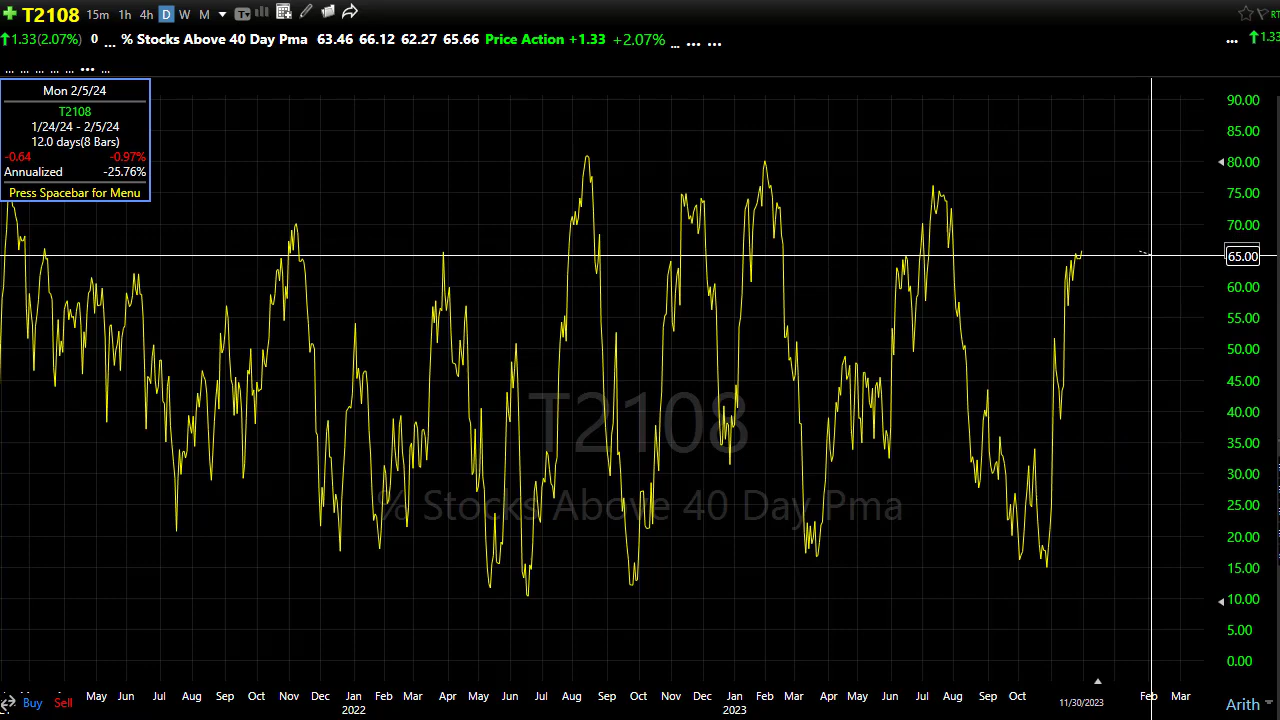 T2108 15m 1h 4h D W M T RT
1.33(2.07%) 0 ... % Stocks Above 40 Day Pma 63.46 66.12 62.27 65.66 Price Action +1.33 +2.07% ... ... ... ... 1.33
... ... ... ... ... ... ...
Mon 2/5/24
T2108
1/24/24 - 2/5/24
12.0 days(8 Bars)
-0.64 -0.97%
Annualized -25.76%
Press Spacebar for Menu
90.00
85.00
80.00
75.00
70.00
65.00
60.00
55.00
50.00
45.00
40.00
35.00
30.00
25.00
20.00
15.00
10.00
5.00
0.00
T2108
% Stocks Above 40 Day Pma
May Jun Jul Aug Sep Oct Nov Dec Jan Feb Mar Apr May Jun Jul Aug Sep Oct Nov Dec Jan Feb Mar Apr May Jun Jul Aug Sep Oct 11/30/2023 Feb Mar
Buy Sell 2022 2023 Arith